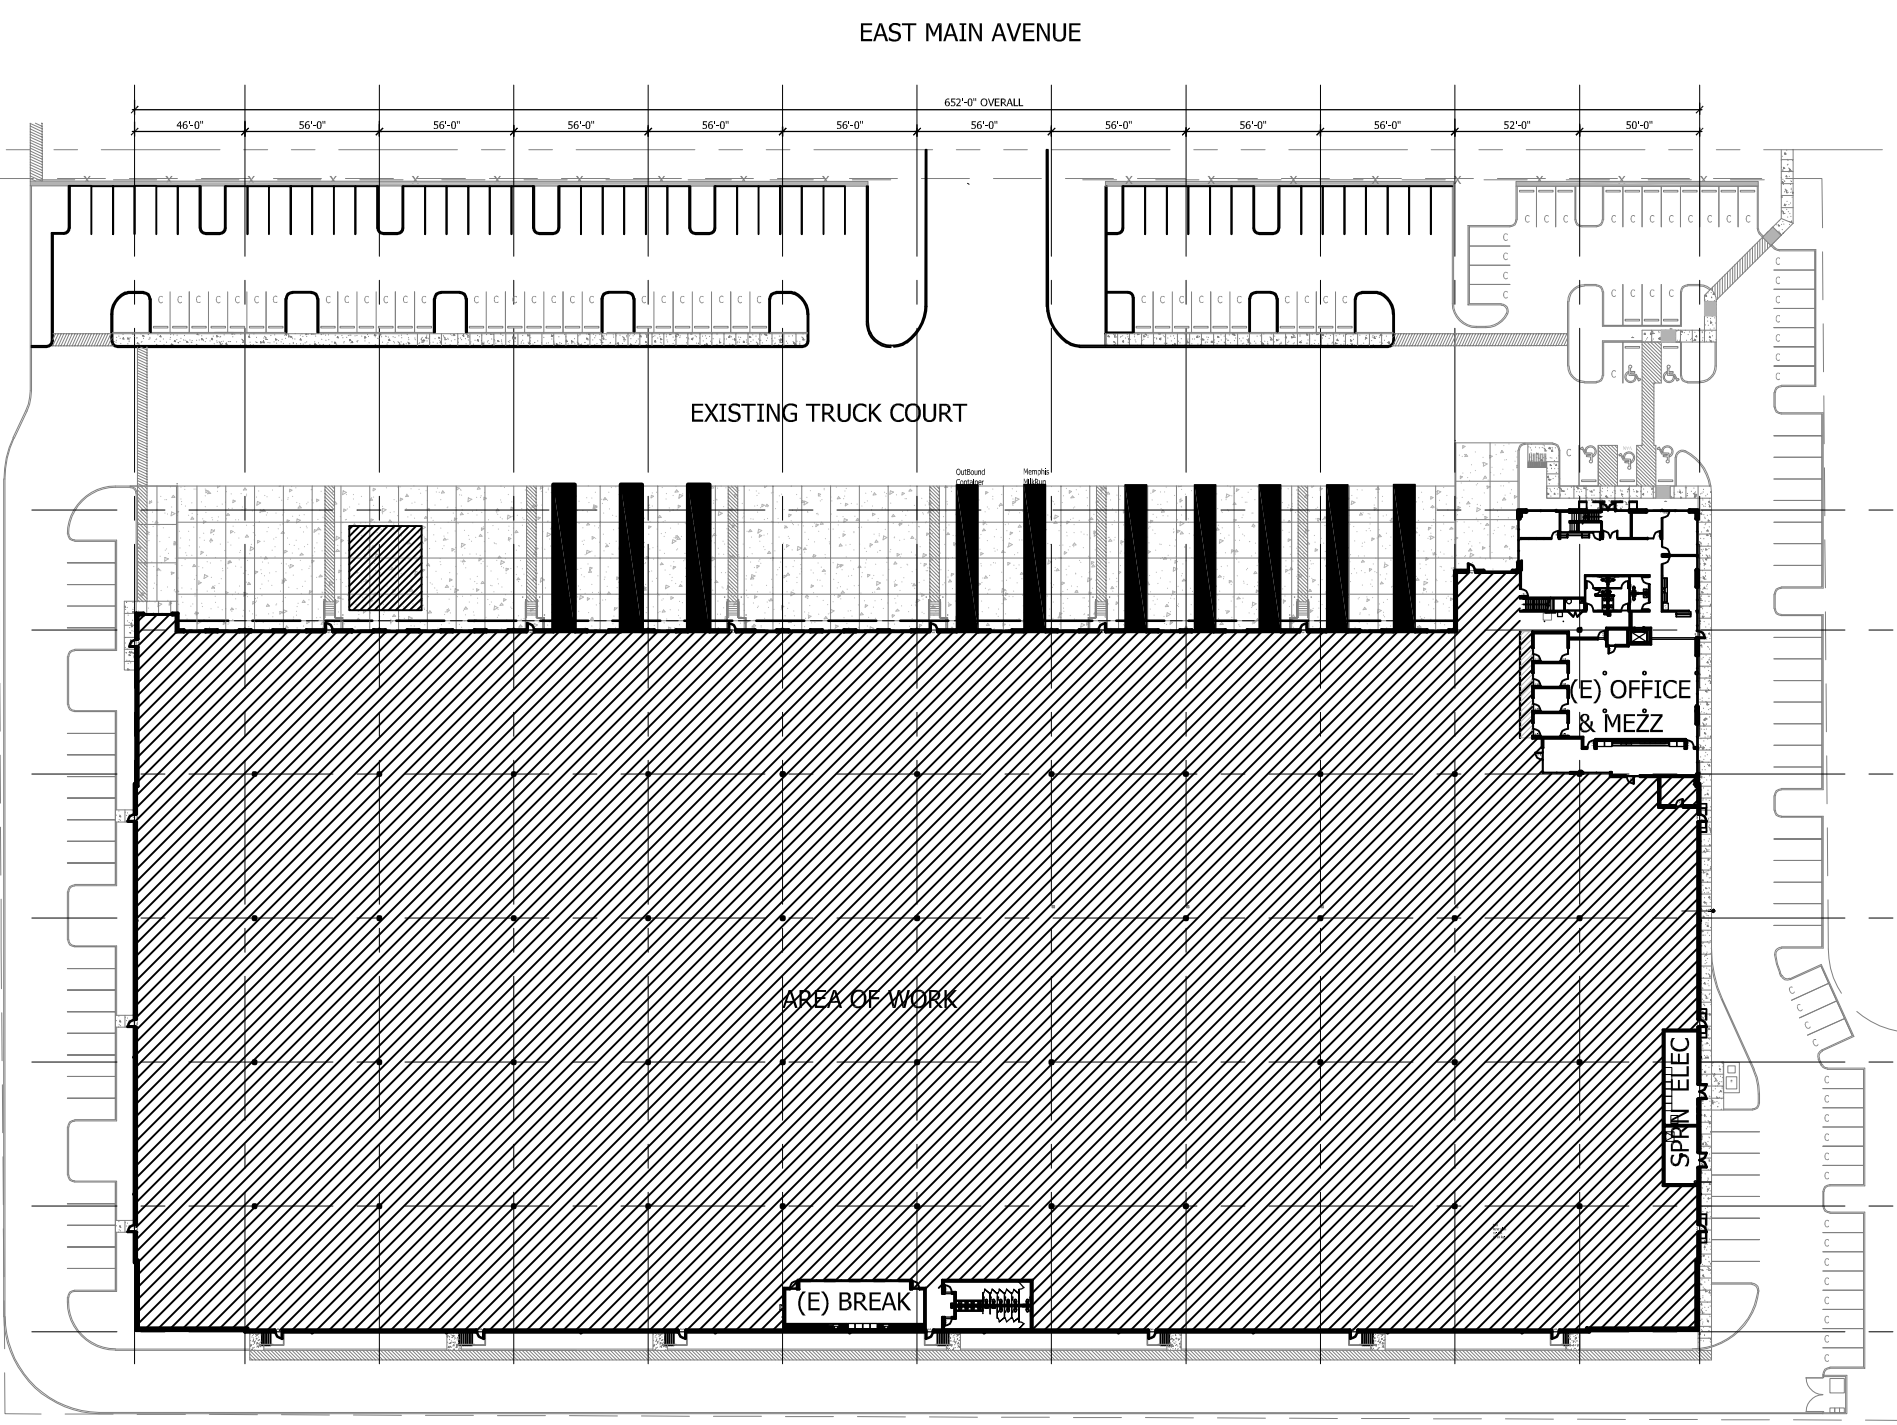 EAST MAIN AVENUE
652'-0" OVERALL
46'-0" 56'-0" 56'-0" 56'-0" 56'-0" 56'-0" 56'-0" 56'-0" 56'-0" 56'-0" 52'-0" 50'-0"
X X X X X X X X X X X X X X X X X X
C C C C C C C C C
C
C
C
C
C C C C C C C C C C C C C C C C C C C C C C C C C C C C C C C C C C C C C C C
C C C C
C
C
C
C
C
C
C
C
EXISTING TRUCK COURT
C
OutBound
Container
Memphis
MilkRun
(E) OFFICE
& MEZZ
AREA OF WORK
C
C
C
C
C
ELEC
SPRIN
C
C
C
C
C
C
C
C
C
C
C
C
C
(E) BREAK